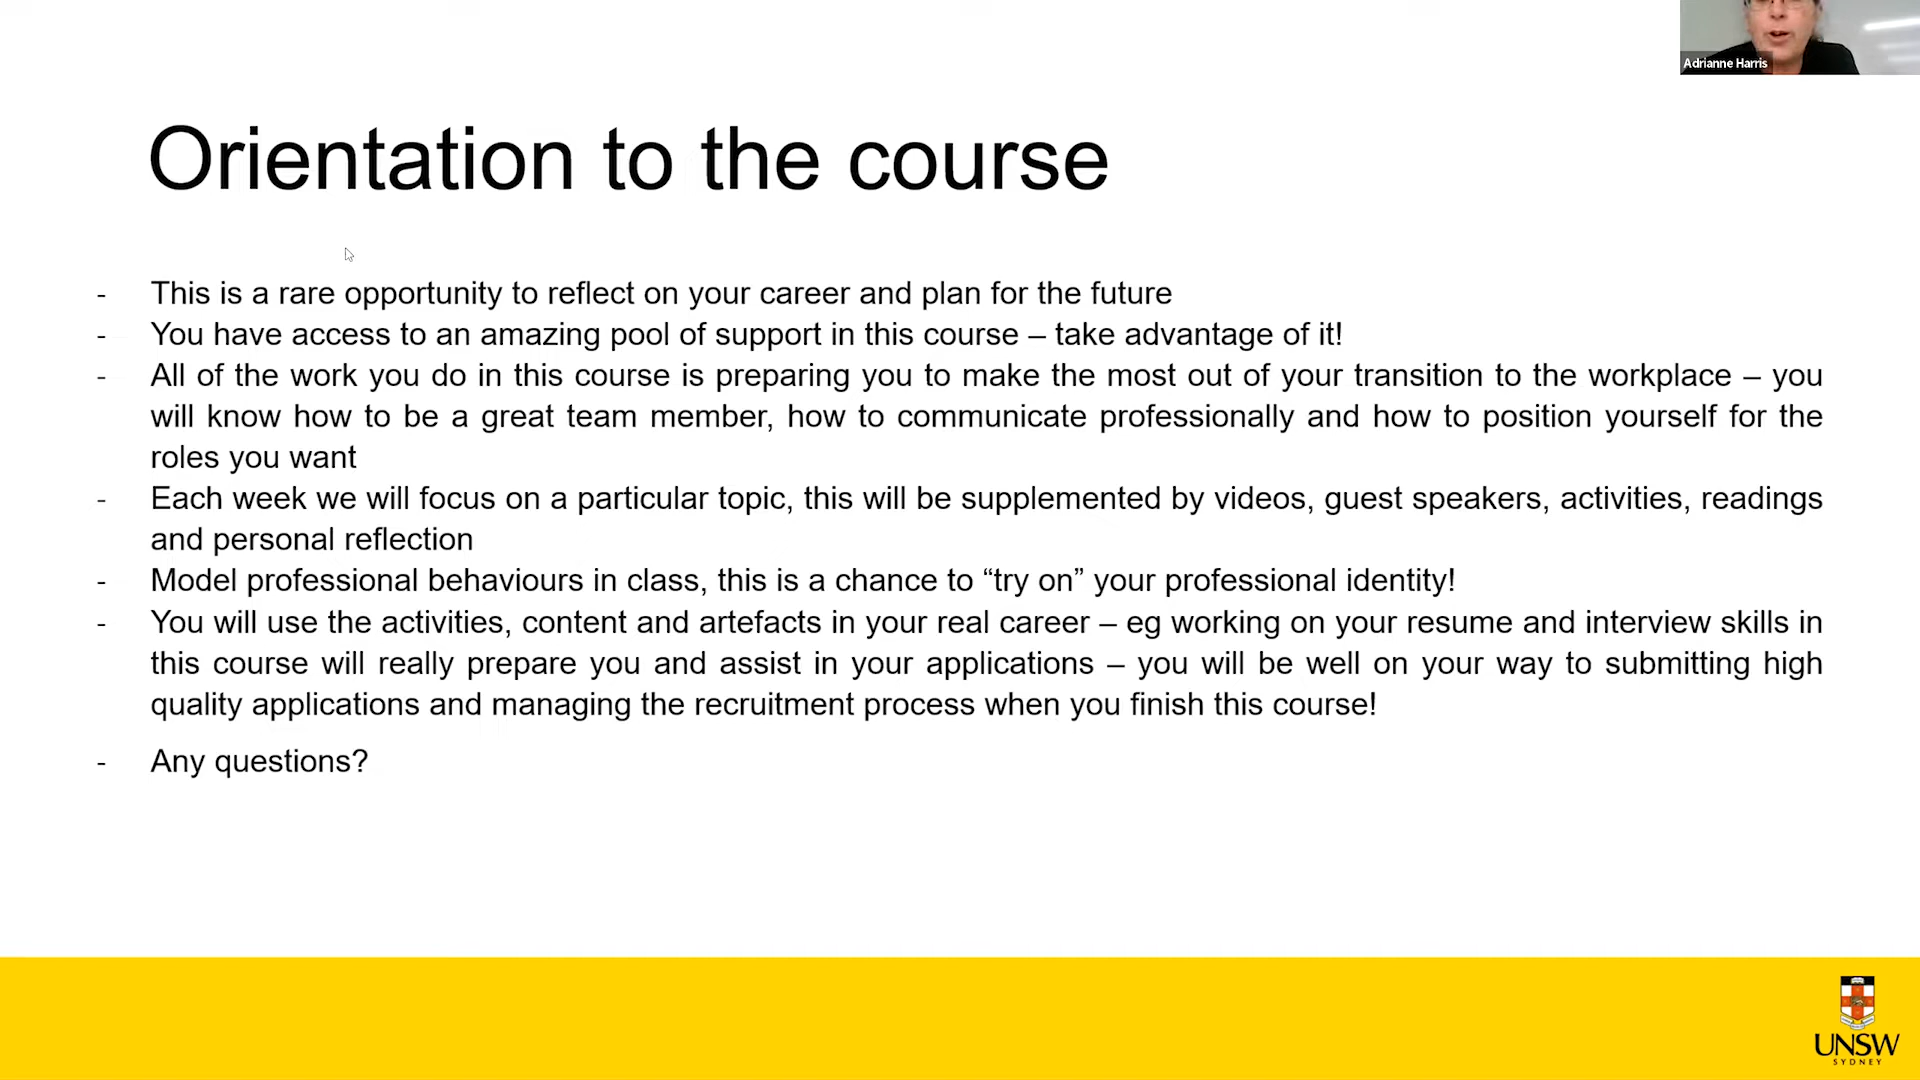 Adrianne Harris
Orientation to the course
- This is a rare opportunity to reflect on your career and plan for the future
- You have access to an amazing pool of support in this course – take advantage of it!
- All of the work you do in this course is preparing you to make the most out of your transition to the workplace – you
will know how to be a great team member, how to communicate professionally and how to position yourself for the
roles you want
- Each week we will focus on a particular topic, this will be supplemented by videos, guest speakers, activities, readings
and personal reflection
- Model professional behaviours in class, this is a chance to “try on” your professional identity!
- You will use the activities, content and artefacts in your real career – eg working on your resume and interview skills in
this course will really prepare you and assist in your applications – you will be well on your way to submitting high
quality applications and managing the recruitment process when you finish this course!
- Any questions?
UNSW
SYDNEY